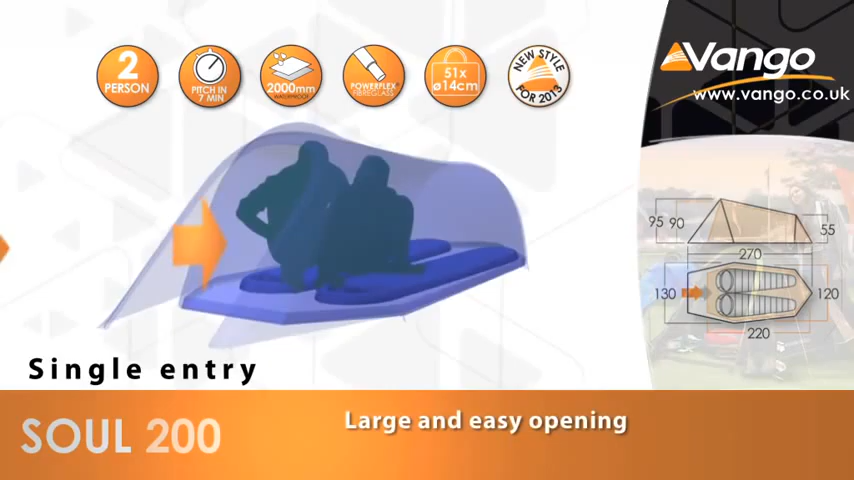 2
PERSON
PITCH IN
7 MIN
2000mm
WATERPROOF
POWERFLEX
FIBREGLASS
51x
ø14cm
NEW STYLE
FOR 2013
Vango
www.vango.co.uk
95 90
55
270
130
120
220
Single entry
SOUL 200
Large and easy opening